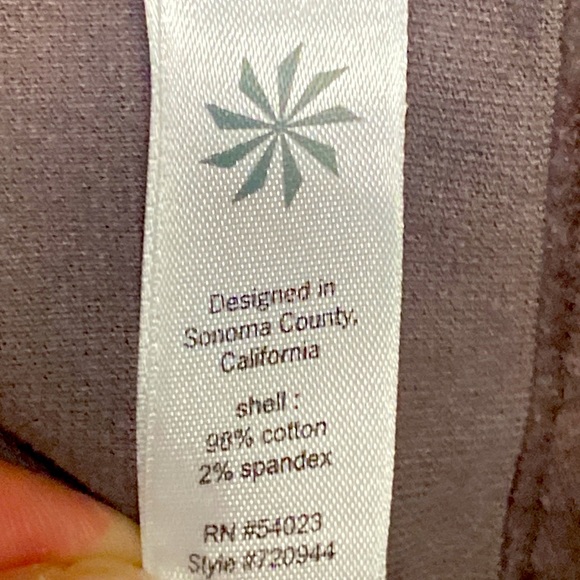 Designed in
Sonoma County,
California
shell :
98% cotton
2% spandex
RN #54023
Style #720944